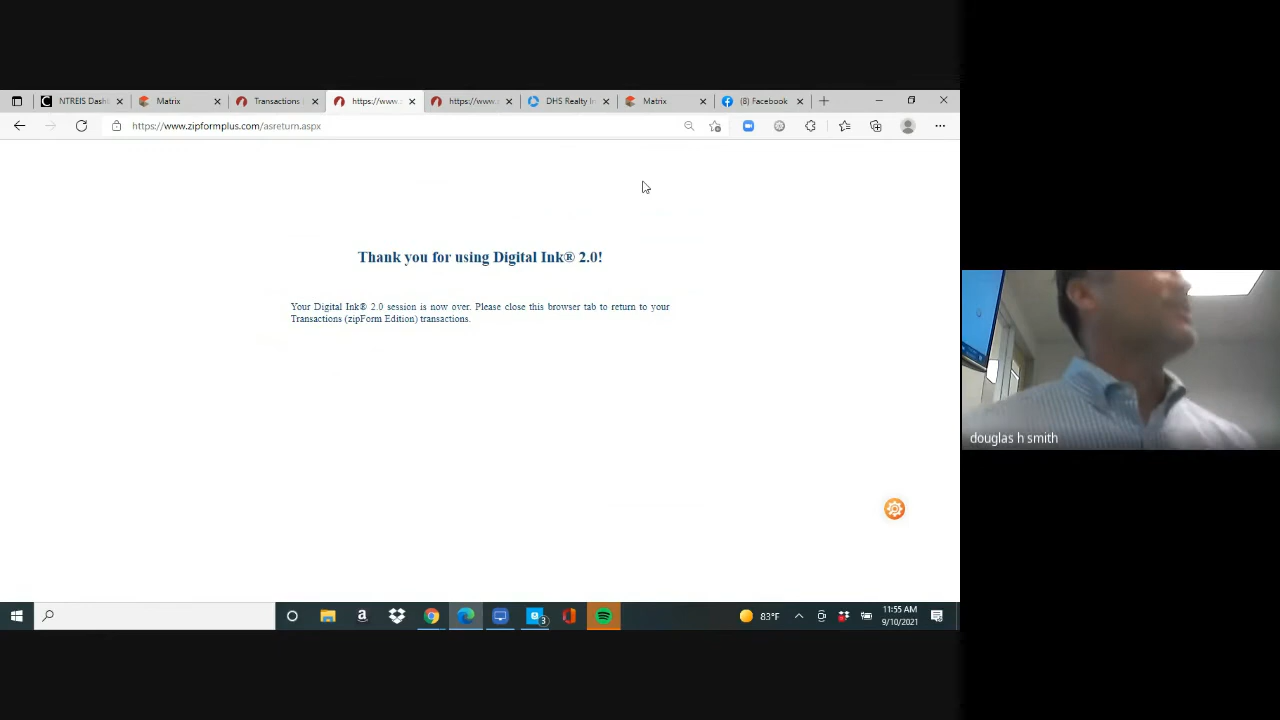 NTREIS Dash
Matrix
Transactions
https://www.
https://www.
DHS Realty In
Matrix
(8) Facebook
https://www.zipformplus.com/asreturn.aspx
Thank you for using Digital Ink® 2.0!
Your Digital Ink® 2.0 session is now over. Please close this browser tab to return to your
Transactions (zipForm Edition) transactions.
douglas h smith
3
83°F
11:55 AM
9/10/2021